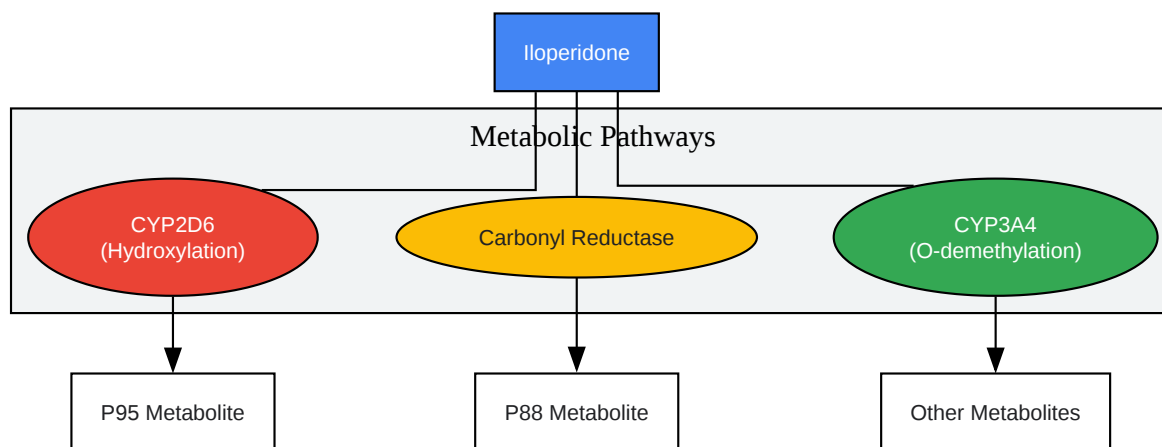 Iloperidone
Metabolic Pathways
CYP2D6
(Hydroxylation)
Carbonyl Reductase
CYP3A4
(O-demethylation)
P95 Metabolite
P88 Metabolite
Other Metabolites